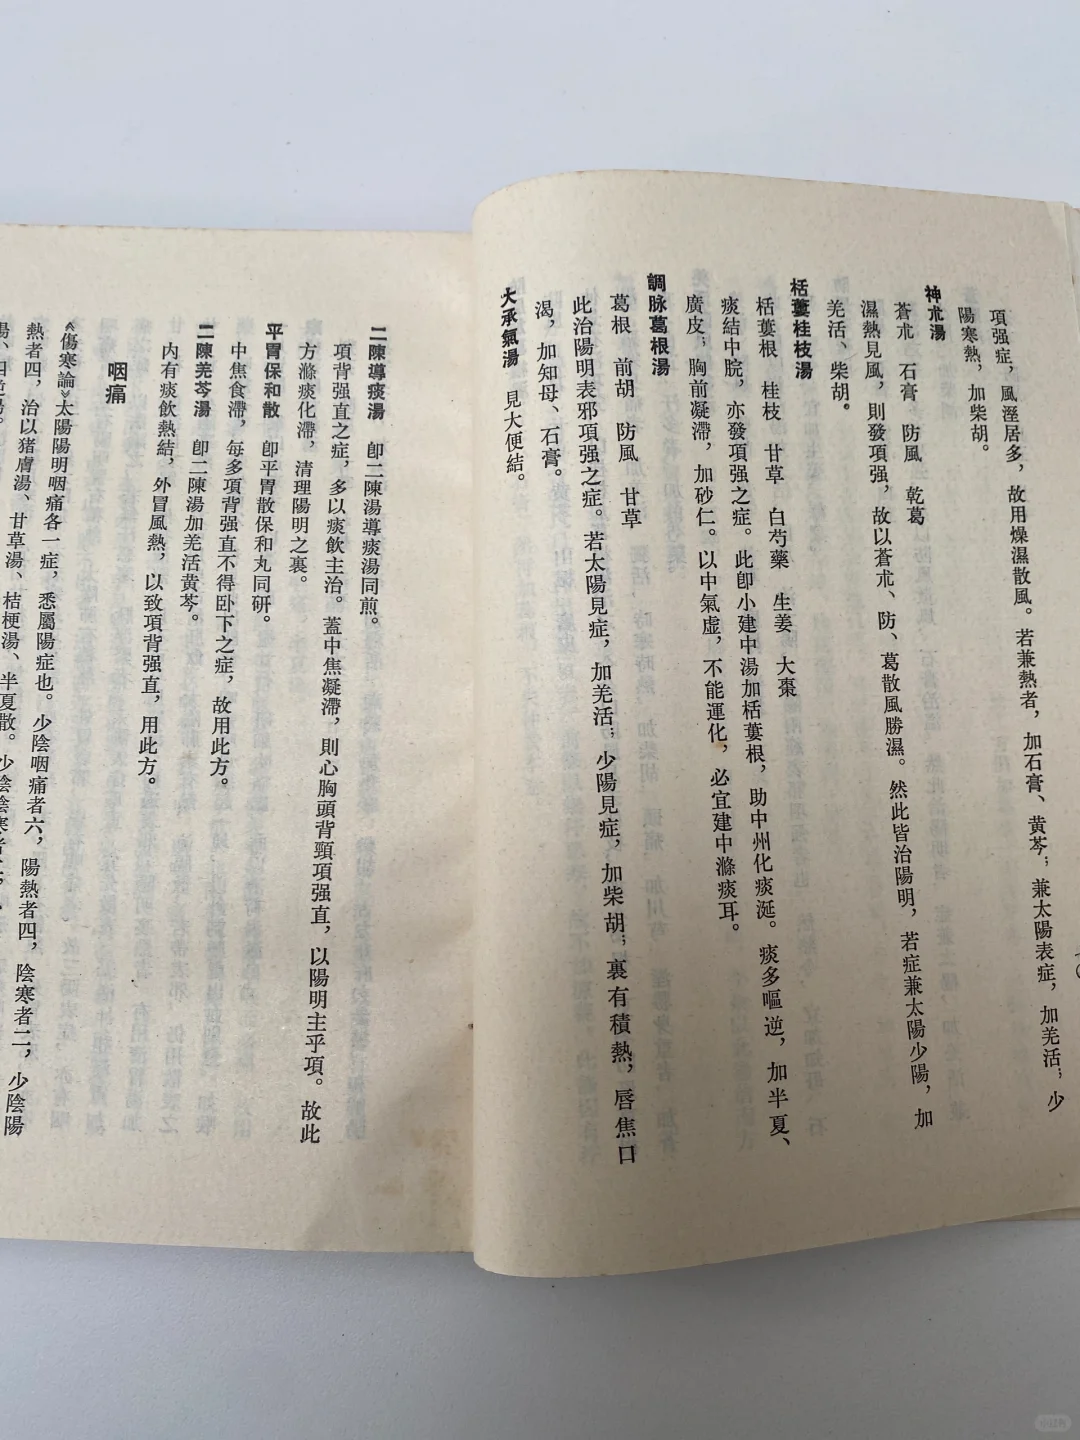 項强症，風溼居多，故用燥濕散風。若兼熱者，加石膏、黄芩；兼太陽表症，加羌活；少
陽寒熱，加柴胡。
神朮湯
蒼朮　石膏　防風　乾葛
濕熱見風，則發項强，故以蒼朮、防、葛散風勝濕。然此皆治陽明，若症兼太陽少陽，加
羌活、柴胡。
栝蔞桂枝湯
栝蔞根　桂枝　甘草　白芍藥　生姜　大棗
痰結中脘，亦發項强之症。此卽小建中湯加栝蔞根，助中州化痰涎。痰多嘔逆，加半夏、
廣皮；胸前凝滯，加砂仁。以中氣虚，不能運化，必宜建中滌痰耳。
調脉葛根湯
葛根　前胡　防風　甘草
此治陽明表邪項强之症。若太陽見症，加羌活；少陽見症，加柴胡；裏有積熱，唇焦口
渴，加知母、石膏。
大承氣湯　見大便結。
二陳導痰湯　卽二陳湯導痰湯同煎。
項背强直之症，多以痰飲主治。蓋中焦凝滯，則心胸頭背頸項强直，以陽明主乎項。故此
方滌痰化滯，清理陽明之裏。
平胃保和散　卽平胃散保和丸同研。
中焦食滯，每多項背强直不得卧下之症，故用此方。
二陳羌芩湯　卽二陳湯加羌活黄芩。
内有痰飲熱結，外冒風熱，以致項背强直，用此方。
咽痛
《傷寒論》太陽陽明咽痛各一症，悉屬陽症也。少陰咽痛者六，陽熱者四，陰寒者二，少陰陽
熱者四，治以猪膚湯、甘草湯、桔梗湯、半夏散。少陰陰寒者
湯、四逆湯。